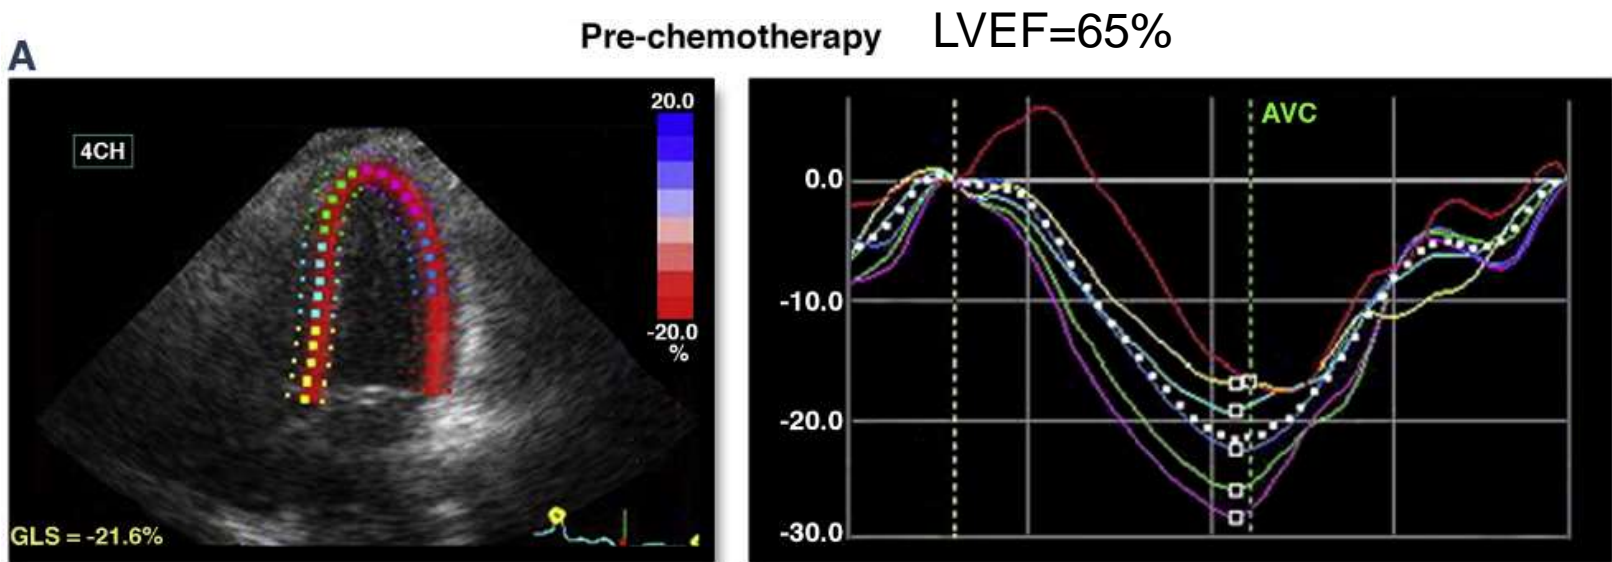 Pre-chemotherapy LVEF=65%
A
4CH
20.0
-20.0
%
GLS = -21.6%
AVC
0.0
-10.0
-20.0
-30.0